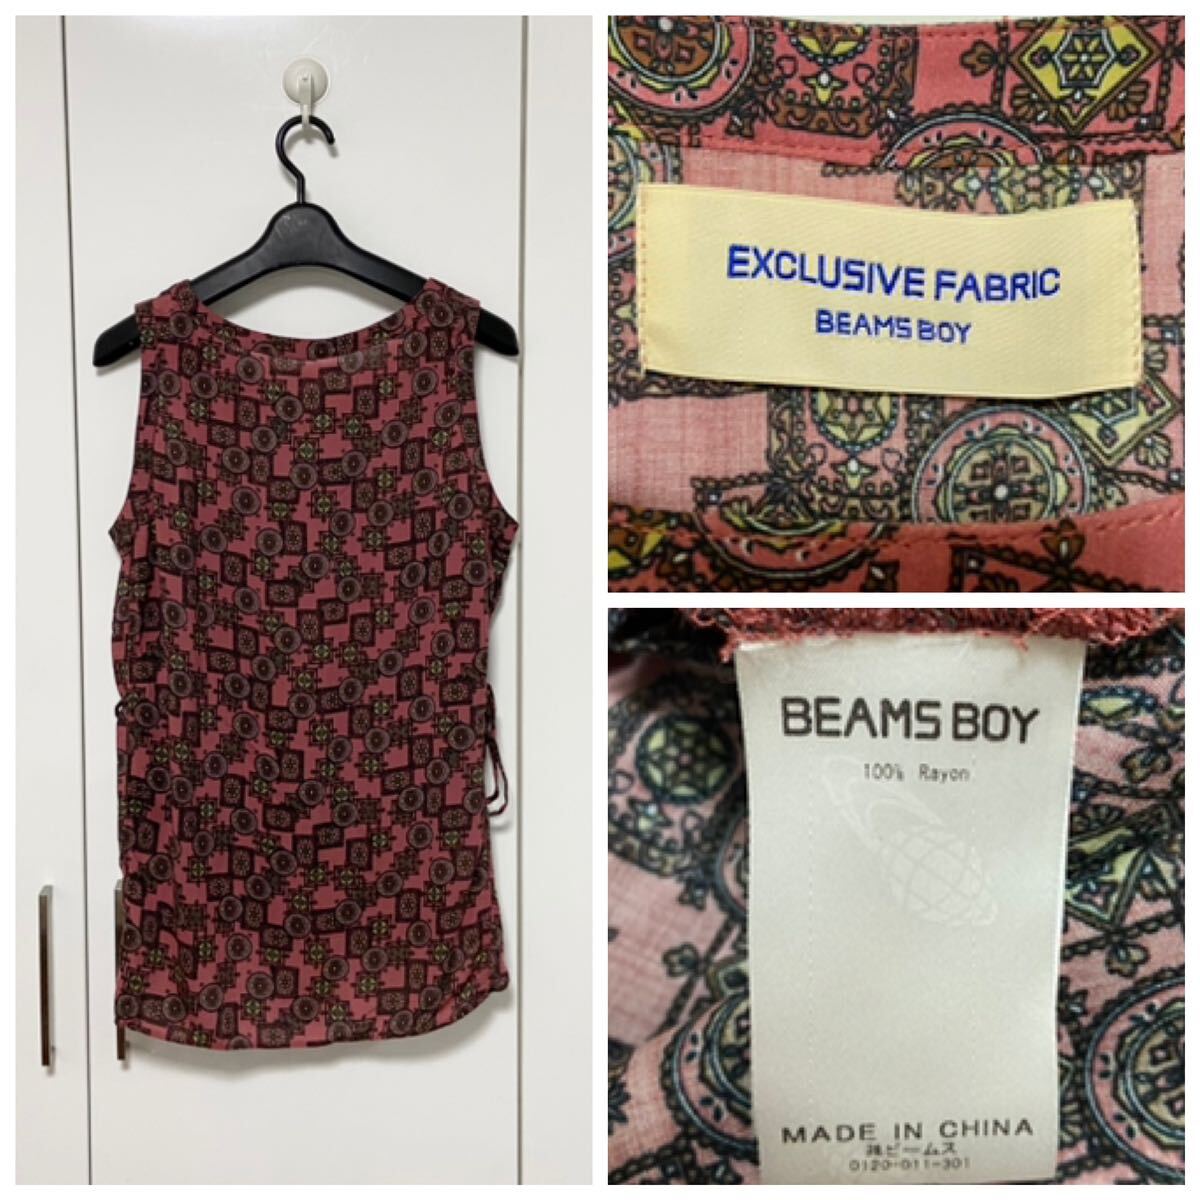 EXCLUSIVE FABRIC
BEAMS BOY
BEAMS BOY
100% Rayon
MADE IN CHINA
㈱ビームス
0120-011-301